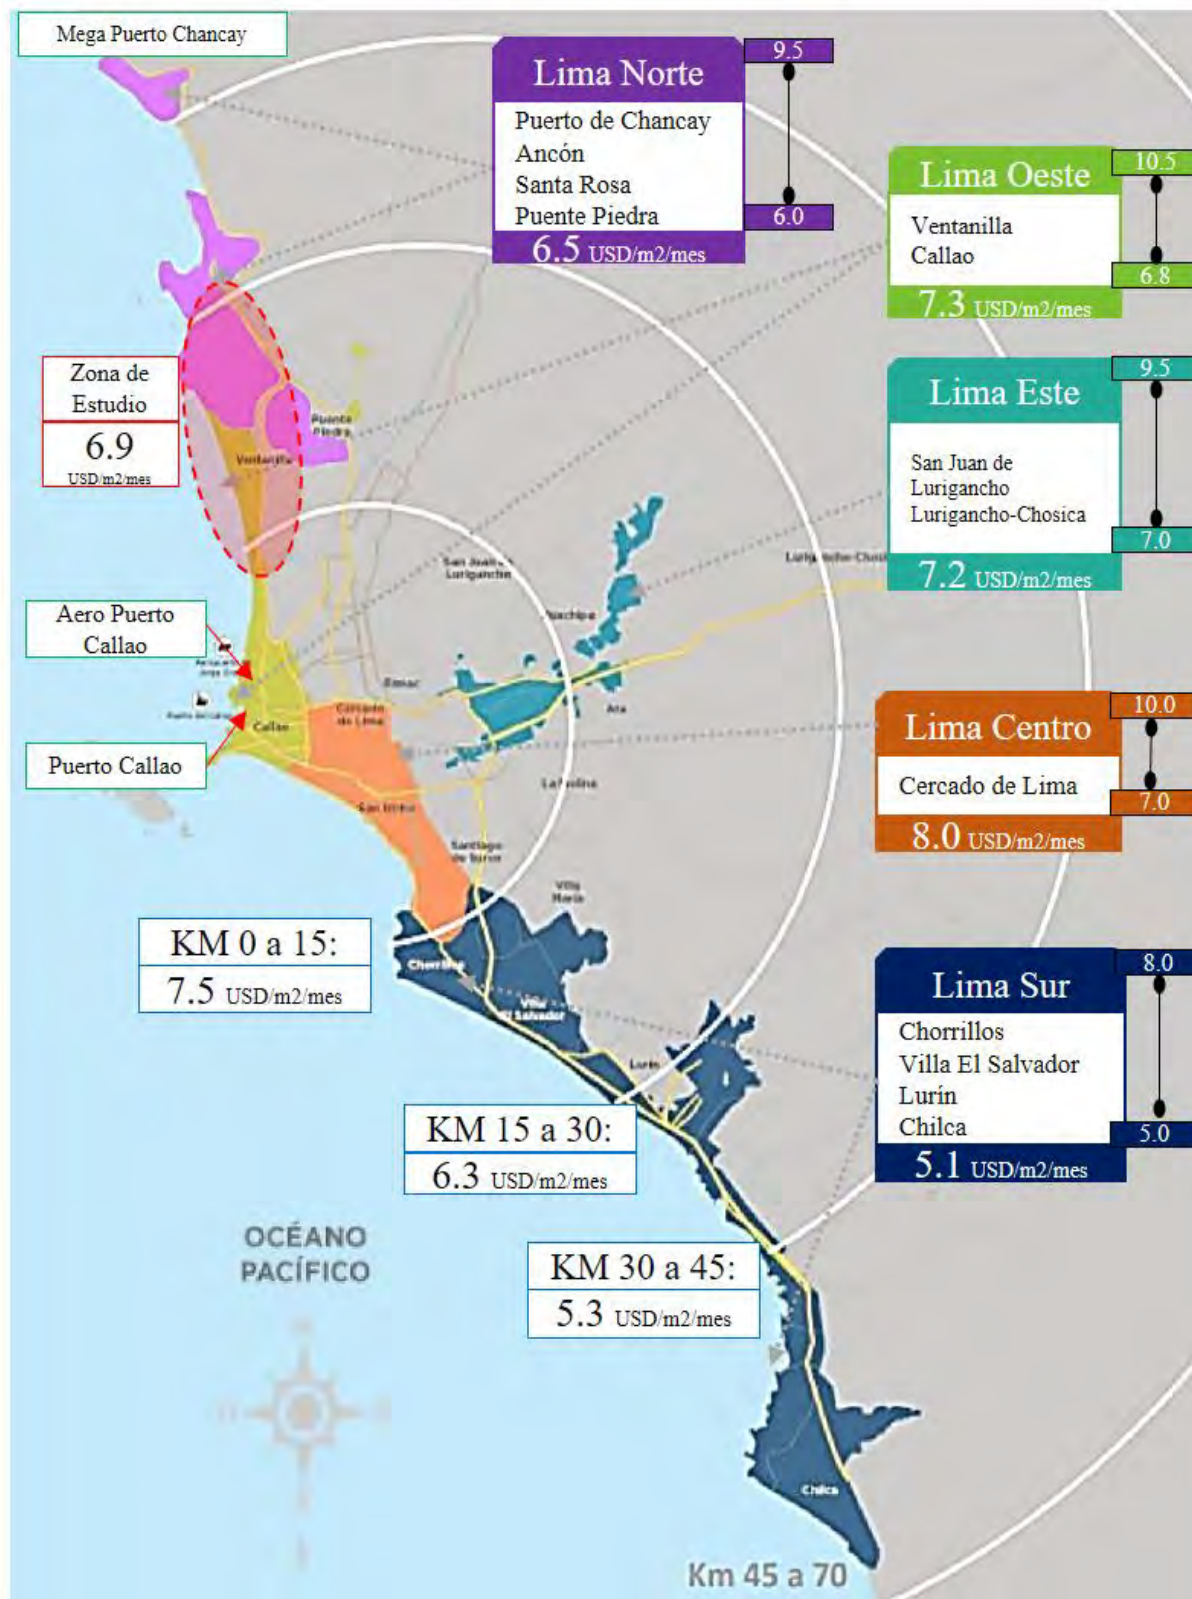 Mega Puerto Chancay
Lima Norte
Puerto de Chancay
Ancón
Santa Rosa
Puente Piedra
6.5 USD/m2/mes
9.5
6.0
Lima Oeste
Ventanilla
Callao
7.3 USD/m2/mes
10.5
6.8
Zona de
Estudio
6.9
USD/m2/mes
Puente
Piedra
Ventanilla
Lima Este
San Juan de
Lurigancho
Lurigancho-Chosica
7.2 USD/m2/mes
9.5
7.0
San Juan de
Lurigancho
Lurigancho-Chosica
Aero Puerto
Callao
Ate
Callao
Cercado
de Lima
Puerto Callao
La Molina
San Isidro
Santiago
de Surco
Lima Centro
Cercado de Lima
8.0 USD/m2/mes
10.0
7.0
Villa
María
KM 0 a 15:
7.5 USD/m2/mes
Chorrillos
Villa
El Salvador
Lurín
Lima Sur
Chorrillos
Villa El Salvador
Lurín
Chilca
5.1 USD/m2/mes
8.0
5.0
KM 15 a 30:
6.3 USD/m2/mes
OCÉANO
PACÍFICO
KM 30 a 45:
5.3 USD/m2/mes
Chilca
Km 45 a 70